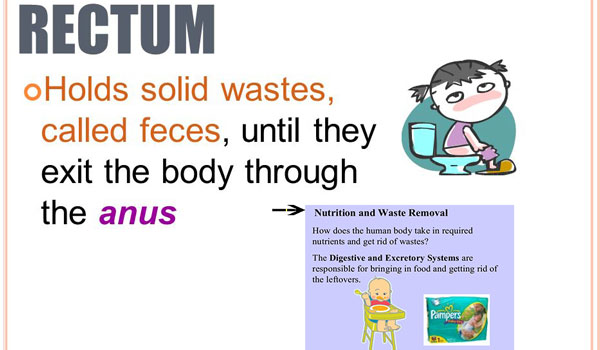 RECTUM
Holds solid wastes,
called feces, until they
exit the body through
the anus
Nutrition and Waste Removal
How does the human body take in required
nutrients and get rid of wastes?
The Digestive and Excretory Systems are
responsible for bringing in food and getting rid of
the leftovers.
Pampers